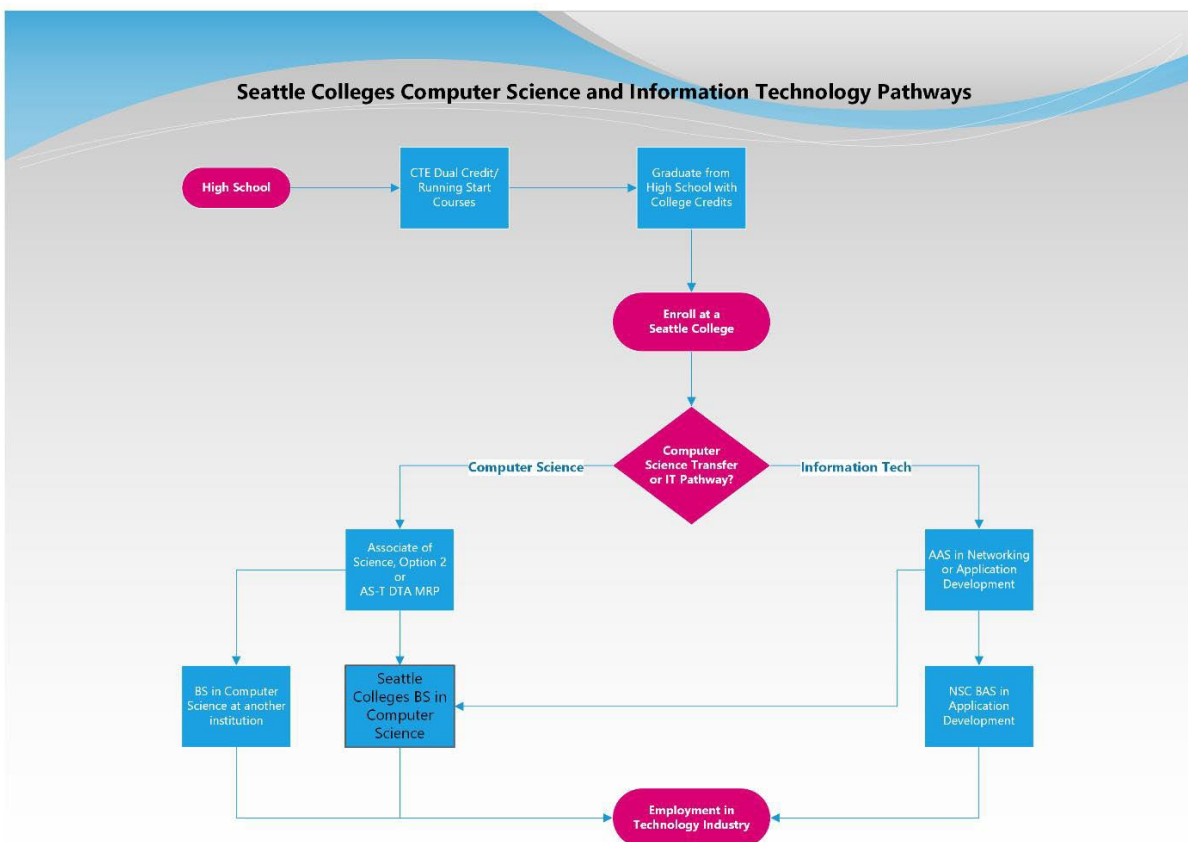 Seattle Colleges Computer Science and Information Technology Pathways
High School
CTE Dual Credit/
Running Start
Courses
Graduate from
High School with
College Credits
Enroll at a
Seattle College
Computer
Science Transfer
or IT Pathway?
Computer Science
Information Tech
Associate of
Science, Option 2
or
AS-T DTA MRP
AAS in Networking
or Application
Development
BS in Computer
Science at another
institution
Seattle
Colleges BS in
Computer
Science
NSC BAS in
Application
Development
Employment in
Technology Industry